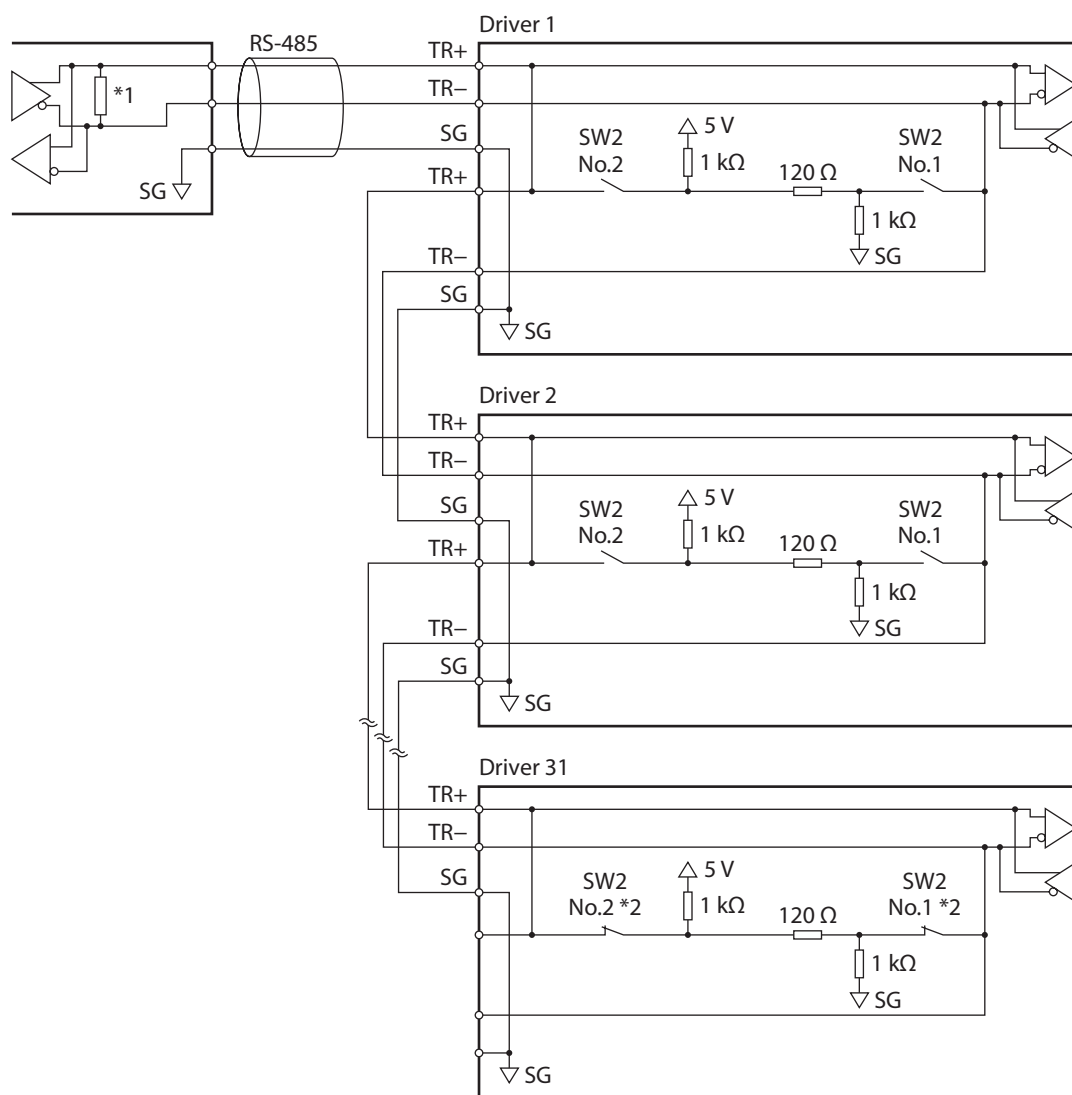 Driver 1
RS-485
TR+
TR−
*1
SG
SG
TR+
TR−
SG
5 V
SW2
No.2
1 kΩ
120 Ω
SW2
No.1
1 kΩ
SG
SG
Driver 2
TR+
TR−
SG
TR+
TR−
SG
5 V
SW2
No.2
1 kΩ
120 Ω
SW2
No.1
1 kΩ
SG
SG
Driver 31
TR+
TR−
SG
5 V
SW2
No.2 *2
1 kΩ
120 Ω
SW2
No.1 *2
1 kΩ
SG
SG